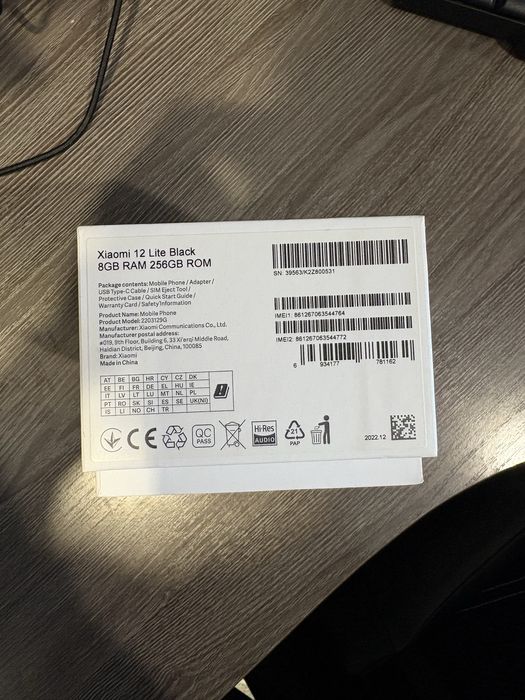 Xiaomi 12 Lite Black
8GB RAM 256GB ROM
Package contents: Mobile Phone / Adapter /
USB Type-C Cable / SIM Eject Tool /
Protective Case / Quick Start Guide /
Warranty Card / Safety Information
Product Name: Mobile Phone
Product Model: 2203129G
Manufacturer: Xiaomi Communications Co., Ltd.
Manufacturer postal address:
#019, 9th Floor, Building 6, 33 Xi'erqi Middle Road,
Haidian District, Beijing, China, 100085
Brand: Xiaomi
Made in China
SN: 39563/K2Z600531
IMEI1: 861267063544764
IMEI2: 861267063544772
6 934177 781162
AT BE BG HR CY CZ DK
EE FI FR DE EL HU IE
IT LV LT LU MT NL PL
PT RO SK SI ES SE UK(NI)
IS LI NO CH TR
CE
QC
PASS
Hi-Res
AUDIO
21
PAP
2022.12